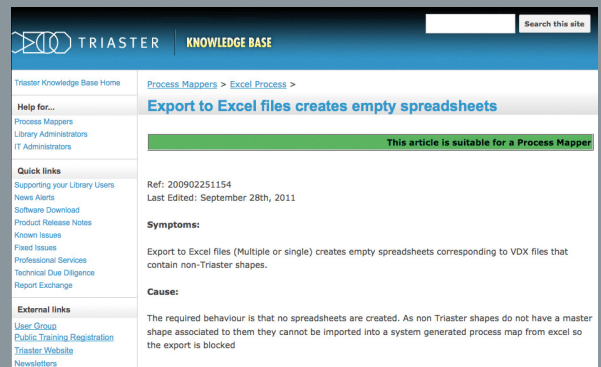 Search this site
TRIASTER KNOWLEDGE BASE
Triaster Knowledge Base Home
Help for...
Process Mappers
Library Administrators
IT Administrators
Quick links
Supporting your Library Users
News Alerts
Software Download
Product Release Notes
Known Issues
Fixed Issues
Professional Services
Technical Due Diligence
Report Exchange
External links
User Group
Public Training Registration
Triaster Website
Newsletters
Process Mappers > Excel Process >
Export to Excel files creates empty spreadsheets
This article is suitable for a Process Mapper
Ref: 200902251154
Last Edited: September 28th, 2011
Symptoms:
Export to Excel files (Multiple or single) creates empty spreadsheets corresponding to VDX files that
contain non-Triaster shapes.
Cause:
The required behaviour is that no spreadsheets are created. As non Triaster shapes do not have a master
shape associated to them they cannot be imported into a system generated process map from excel so
the export is blocked